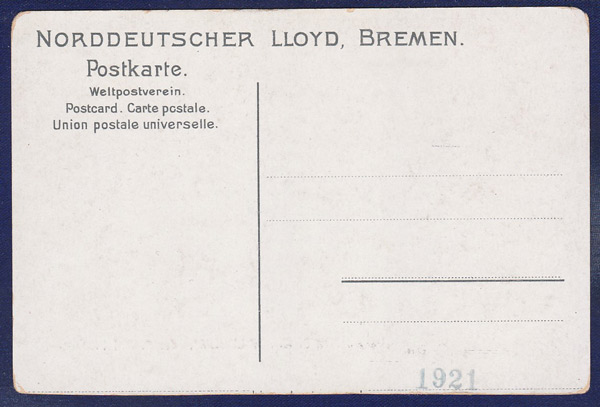 NORDDEUTSCHER LLOYD, BREMEN.
Postkarte.
Weltpostverein.
Postcard. Carte postale.
Union postale universelle.
1921